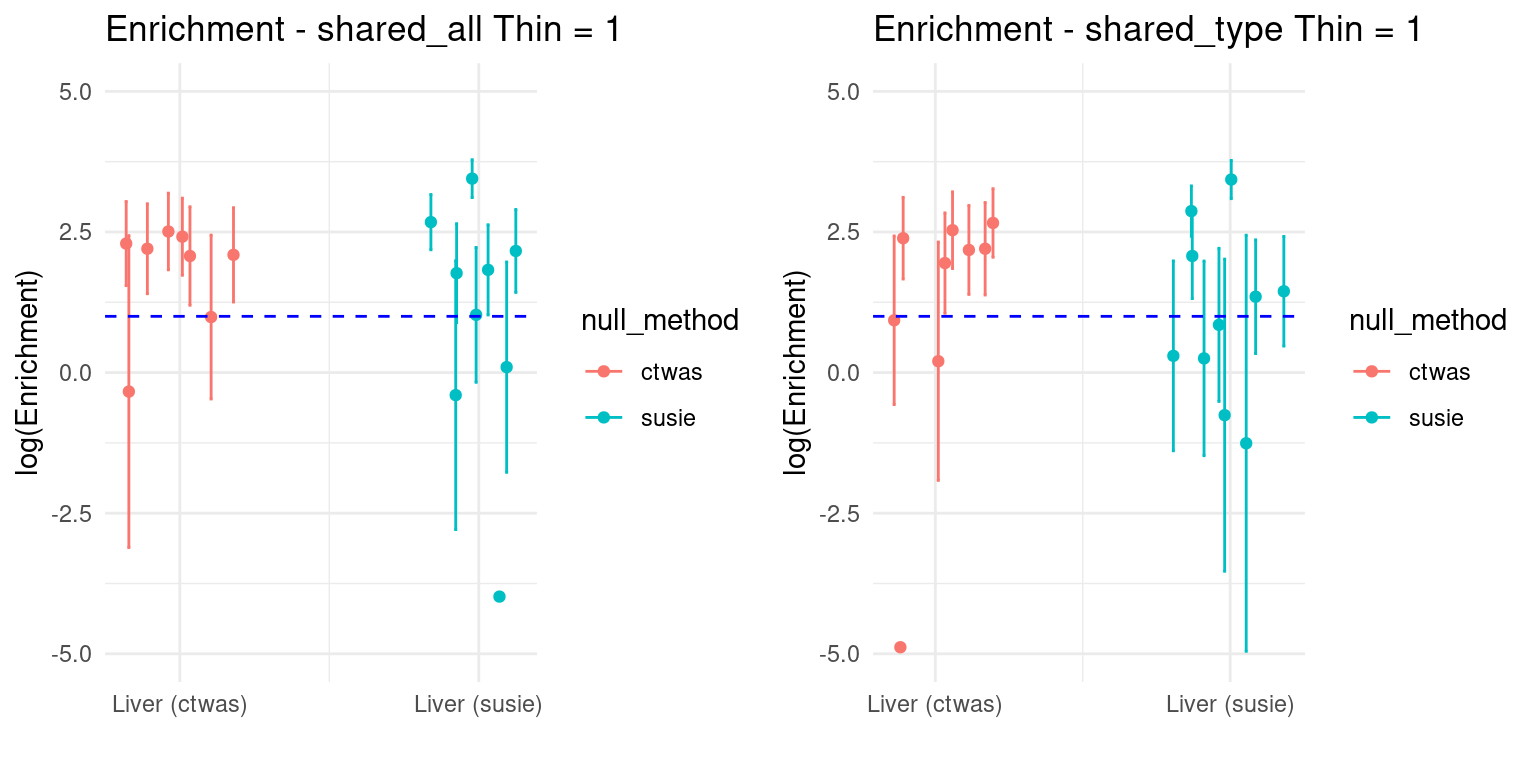 Enrichment - shared_all Thin = 1
log(Enrichment)
5.0
2.5
0.0
-2.5
-5.0
Liver (ctwas)
Liver (susie)
null_method
ctwas
susie
Enrichment - shared_type Thin = 1
log(Enrichment)
5.0
2.5
0.0
-2.5
-5.0
Liver (ctwas)
Liver (susie)
null_method
ctwas
susie